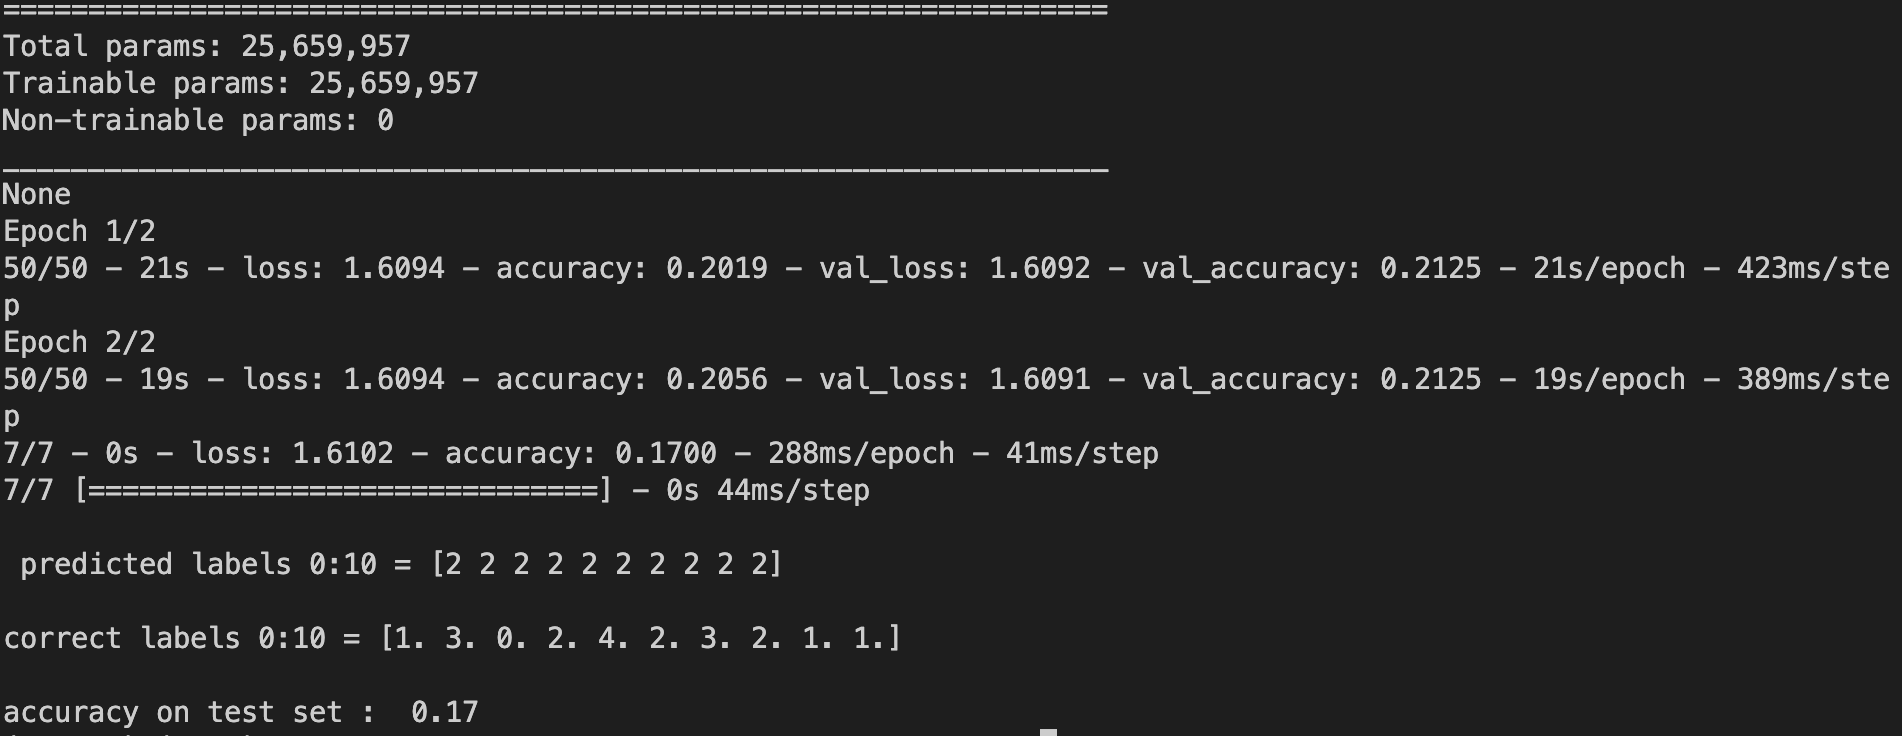 =================================================================
Total params: 25,659,957
Trainable params: 25,659,957
Non-trainable params: 0
_________________________________________________________________
None
Epoch 1/2
50/50 - 21s - loss: 1.6094 - accuracy: 0.2019 - val_loss: 1.6092 - val_accuracy: 0.2125 - 21s/epoch - 423ms/ste
p
Epoch 2/2
50/50 - 19s - loss: 1.6094 - accuracy: 0.2056 - val_loss: 1.6091 - val_accuracy: 0.2125 - 19s/epoch - 389ms/ste
p
7/7 - 0s - loss: 1.6102 - accuracy: 0.1700 - 288ms/epoch - 41ms/step
7/7 [==============================] - 0s 44ms/step
 predicted labels 0:10 = [2 2 2 2 2 2 2 2 2 2]
correct labels 0:10 = [1. 3. 0. 2. 4. 2. 3. 2. 1. 1.]
accuracy on test set :  0.17